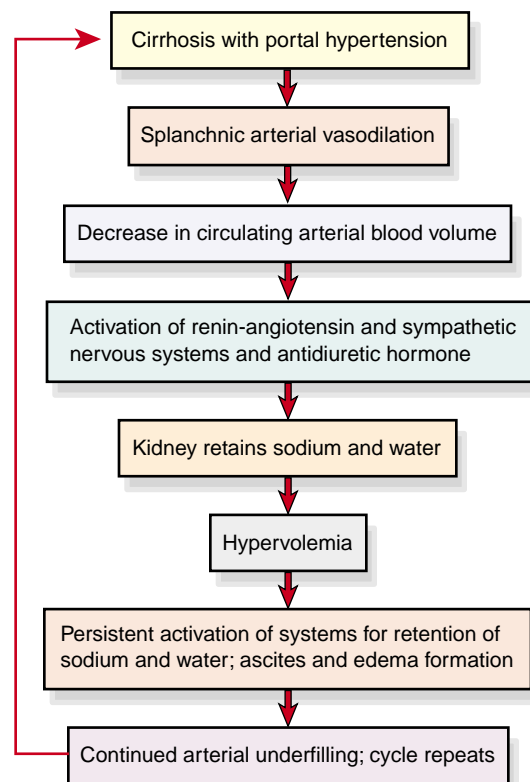 Cirrhosis with portal hypertension
Splanchnic arterial vasodilation
Decrease in circulating arterial blood volume
Activation of renin-angiotensin and sympathetic
nervous systems and antidiuretic hormone
Kidney retains sodium and water
Hypervolemia
Persistent activation of systems for retention of
sodium and water; ascites and edema formation
Continued arterial underfilling; cycle repeats